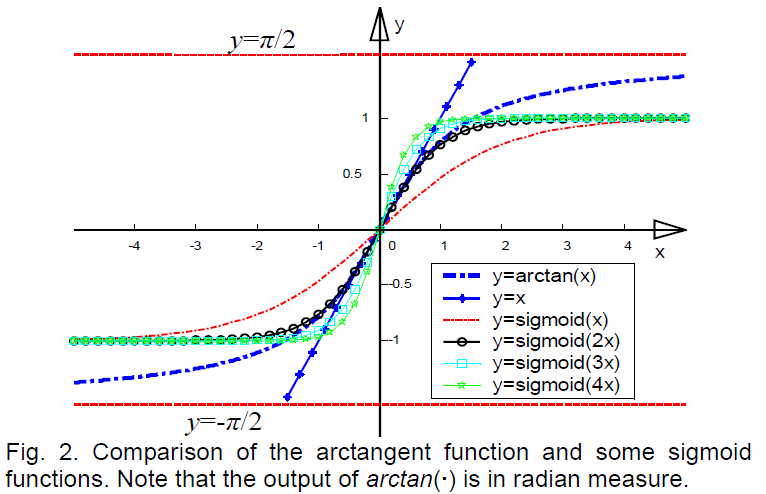 y=π/2
y
1
0.5
-4 -3 -2 -1 0 1 2 3 4
x
-0.5
-1
y=arctan(x)
y=x
y=sigmoid(x)
y=sigmoid(2x)
y=sigmoid(3x)
y=sigmoid(4x)
y=-π/2
Fig. 2. Comparison of the arctangent function and some sigmoid
functions. Note that the output of arctan(·) is in radian measure.